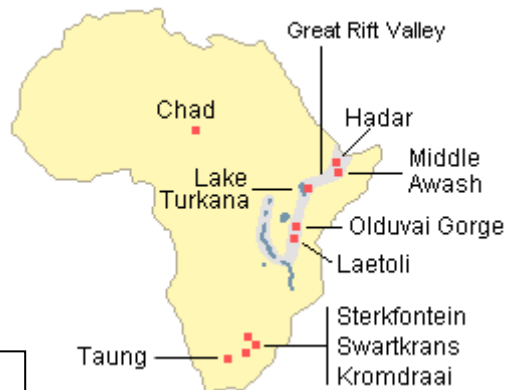 Great Rift Valley
Chad
Hadar
Middle
Awash
Lake
Turkana
Olduvai Gorge
Laetoli
Sterkfontein
Swartkrans
Kromdraai
Taung